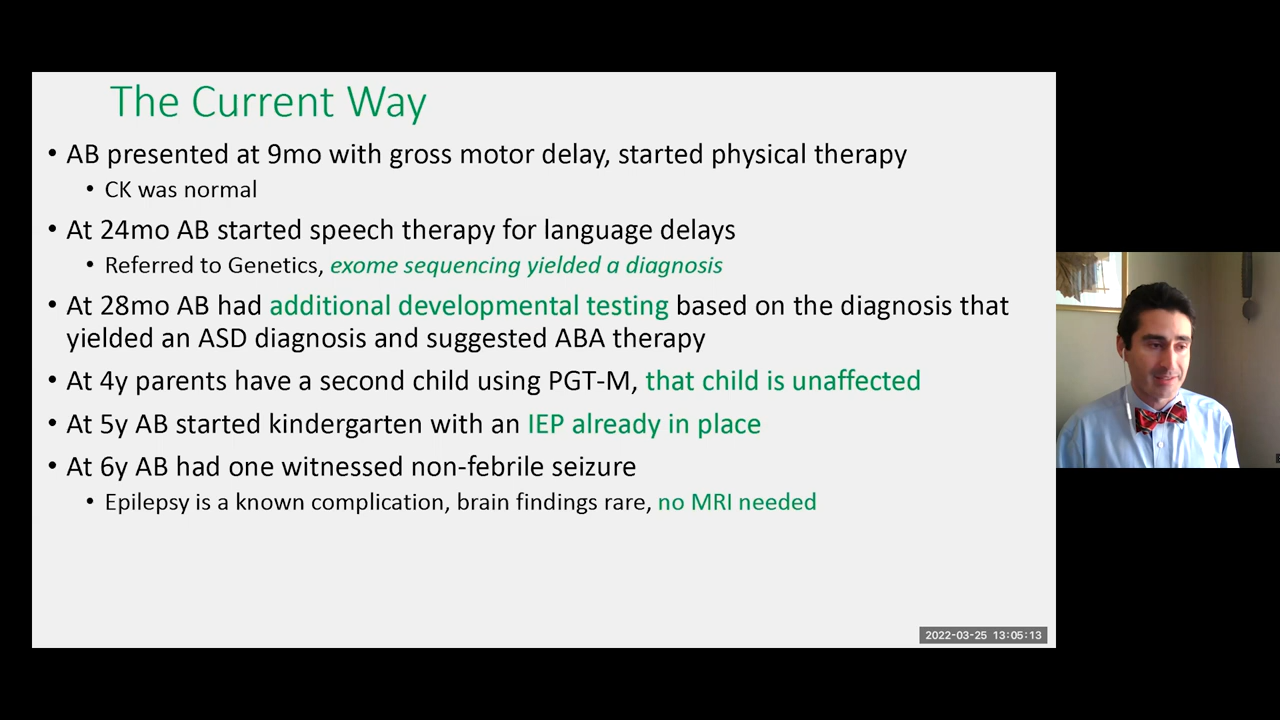 The Current Way
• AB presented at 9mo with gross motor delay, started physical therapy
• CK was normal
• At 24mo AB started speech therapy for language delays
• Referred to Genetics, exome sequencing yielded a diagnosis
• At 28mo AB had additional developmental testing based on the diagnosis that
yielded an ASD diagnosis and suggested ABA therapy
• At 4y parents have a second child using PGT-M, that child is unaffected
• At 5y AB started kindergarten with an IEP already in place
• At 6y AB had one witnessed non-febrile seizure
• Epilepsy is a known complication, brain findings rare, no MRI needed
2022-03-25 13:05:13